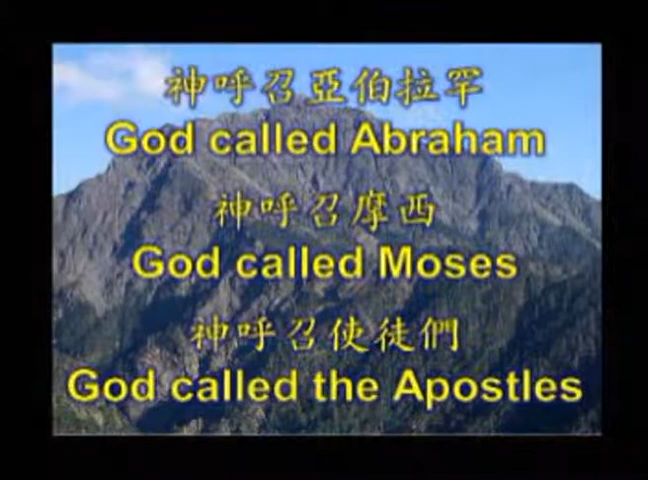 神呼召亞伯拉罕
God called Abraham
神呼召摩西
God called Moses
神呼召使徒們
God called the Apostles